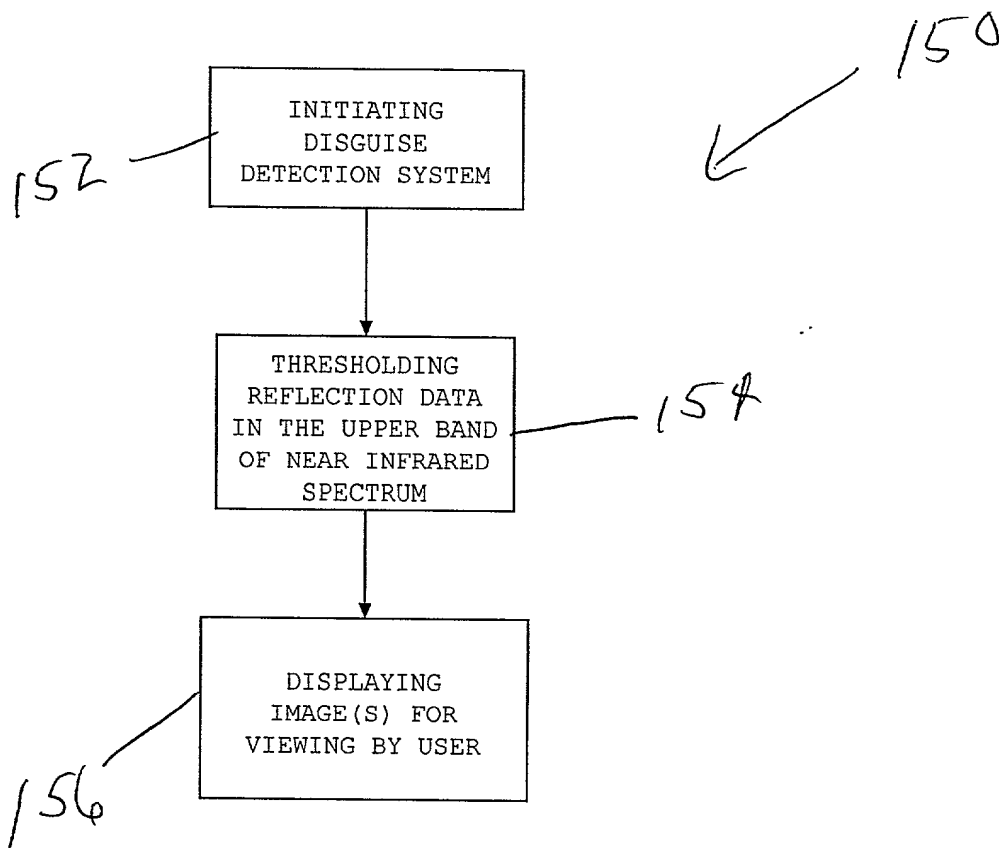 150
INITIATING
DISGUISE
DETECTION SYSTEM
152
THRESHOLDING
REFLECTION DATA
IN THE UPPER BAND
OF NEAR INFRARED
SPECTRUM
154
DISPLAYING
IMAGE(S) FOR
VIEWING BY USER
156